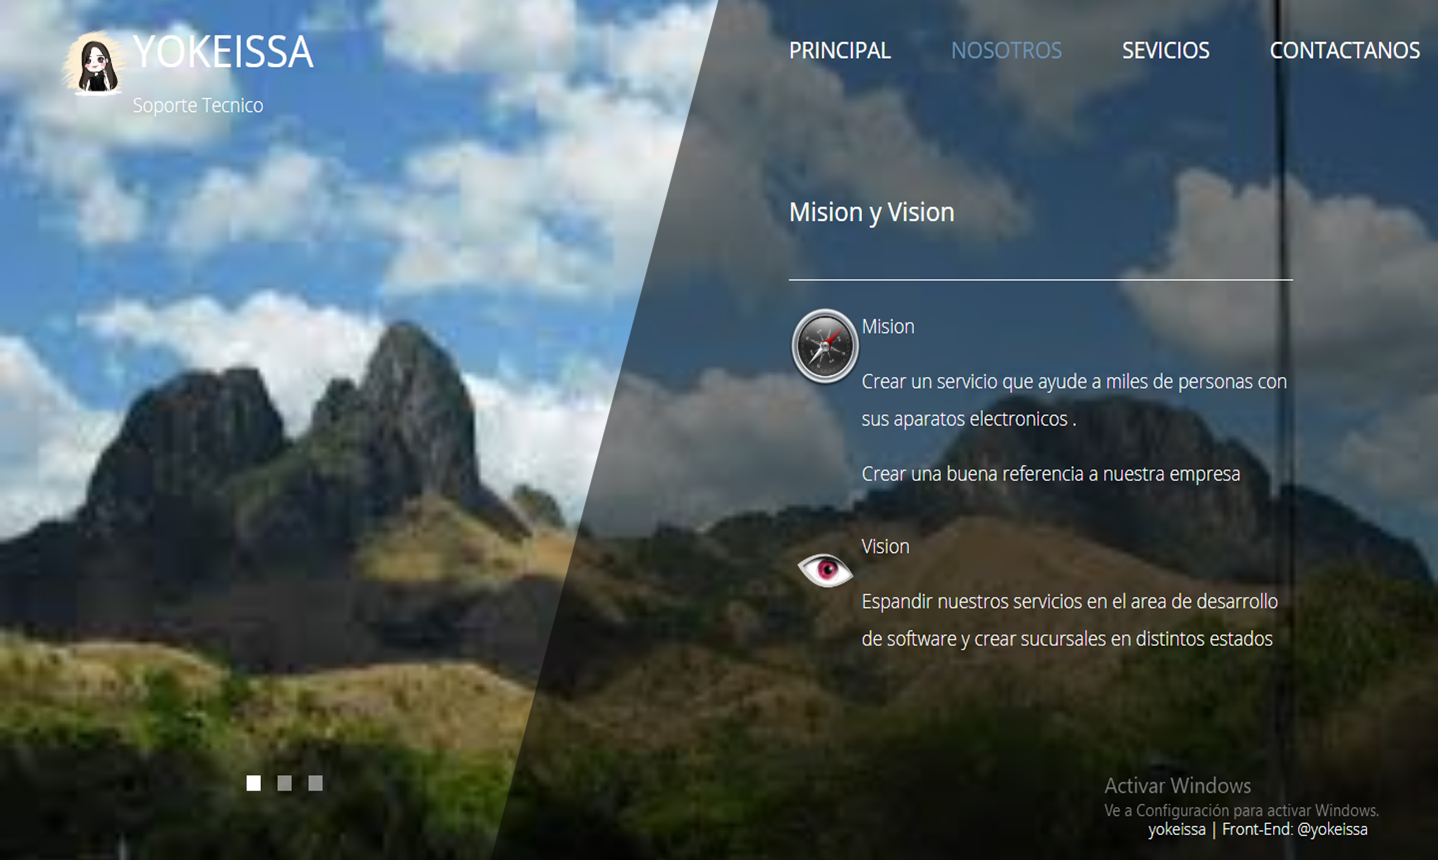 YOKEISSA
Soporte Tecnico
PRINCIPAL NOSOTROS SEVICIOS CONTACTANOS
Mision y Vision
Mision
Crear un servicio que ayude a miles de personas con
sus aparatos electronicos .
Crear una buena referencia a nuestra empresa
Vision
Espandir nuestros servicios en el area de desarrollo
de software y crear sucursales en distintos estados
Activar Windows
Ve a Configuración para activar Windows.
yokeissa | Front-End: @yokeissa